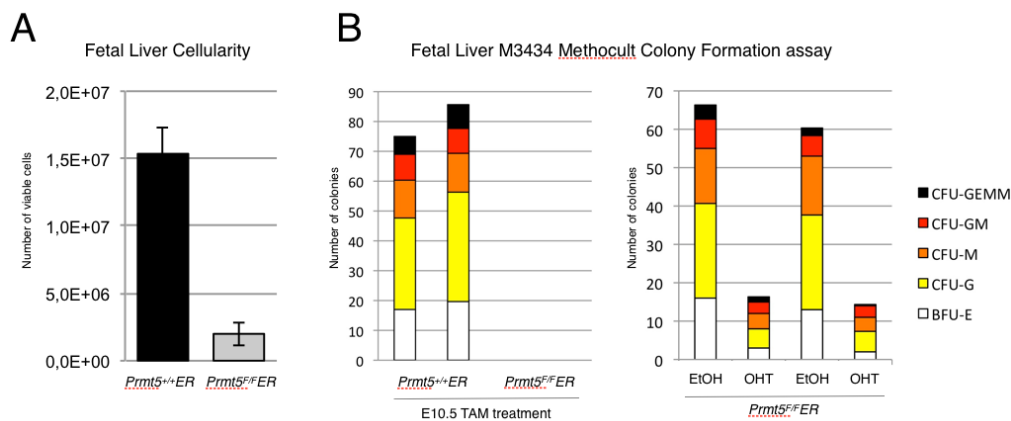 A
B
Fetal Liver Cellularity
Fetal Liver M3434 Methocult Colony Formation assay
Number of viable cells
2,0E+07
1,5E+07
1,0E+07
5,0E+06
0,0E+00
Prmt5+/+ER
Prmt5F/FER
Number of colonies
90
80
70
60
50
40
30
20
10
0
Prmt5+/+ER
Prmt5F/FER
E10.5 TAM treatment
Number of colonies
70
60
50
40
30
20
10
0
EtOH
OHT
EtOH
OHT
Prmt5F/FER
CFU-GEMM
CFU-GM
CFU-M
CFU-G
BFU-E